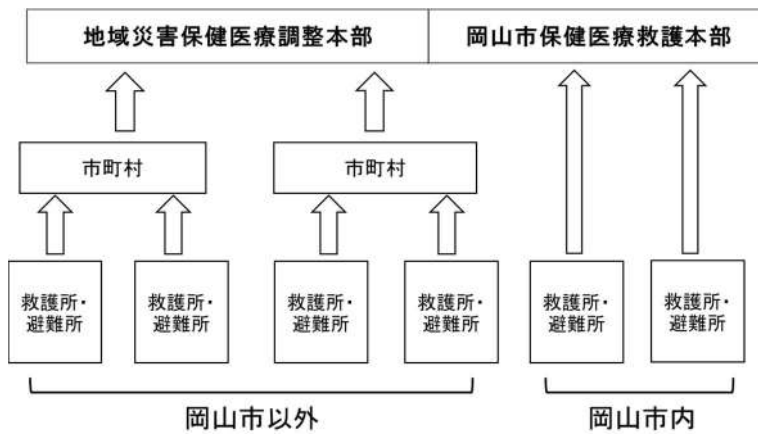 地域災害保健医療調整本部
岡山市保健医療救護本部
市町村
市町村
救護所・
避難所
救護所・
避難所
救護所・
避難所
救護所・
避難所
救護所・
避難所
救護所・
避難所
岡山市以外
岡山市内